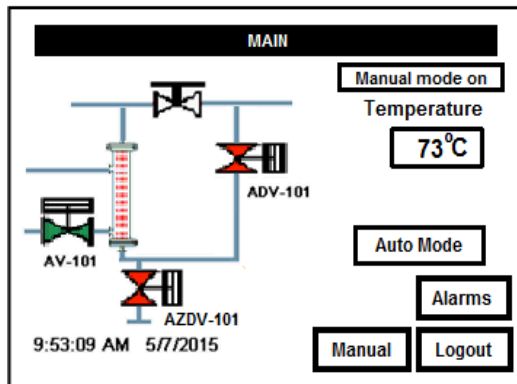 MAIN
Manual mode on
Temperature
73°C
ADV-101
AV-101
Auto Mode
AZDV-101
Alarms
9:53:09 AM 5/7/2015
Manual
Logout